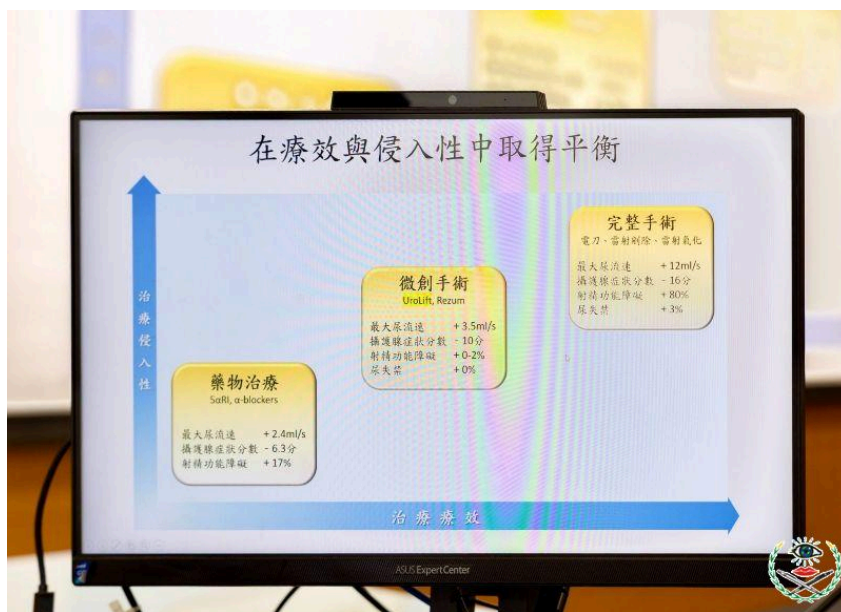 在療效與侵入性中取得平衡
治療侵入性
完整手術
電刀、雷射刮除、雷射氣化
最大尿流速 + 12ml/s
攝護腺症狀分數 - 16分
射精功能障礙 + 80%
尿失禁 + 3%
微創手術
UroLift, Rezum
最大尿流速 + 3.5ml/s
攝護腺症狀分數 - 10分
射精功能障礙 + 0-2%
尿失禁 + 0%
藥物治療
5αRI, α-blockers
最大尿流速 + 2.4ml/s
攝護腺症狀分數 - 6.3分
射精功能障礙 + 17%
治療療效
ASUS ExpertCenter